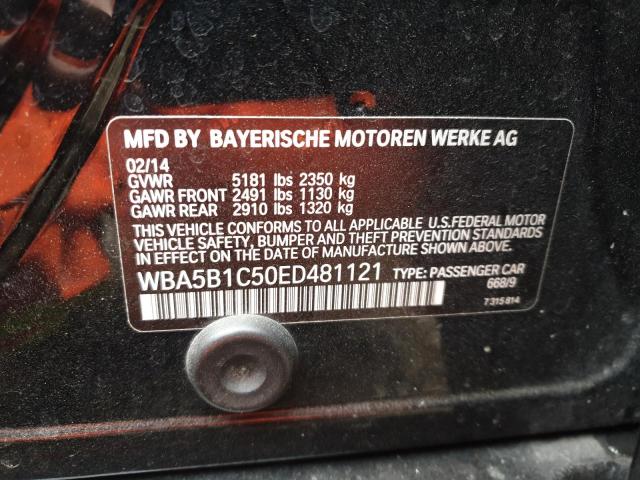 MFD BY BAYERISCHE MOTOREN WERKE AG
02/14
GVWR 5181 lbs 2350 kg
GAWR FRONT 2491 lbs 1130 kg
GAWR REAR 2910 lbs 1320 kg
THIS VEHICLE CONFORMS TO ALL APPLICABLE U.S.FEDERAL MOTOR
VEHICLE SAFETY, BUMPER AND THEFT PREVENTION STANDARDS
IN EFFECT ON THE DATE OF MANUFACTURE SHOWN ABOVE.
WBA5B1C50ED481121 TYPE: PASSENGER CAR
668/9
7315814